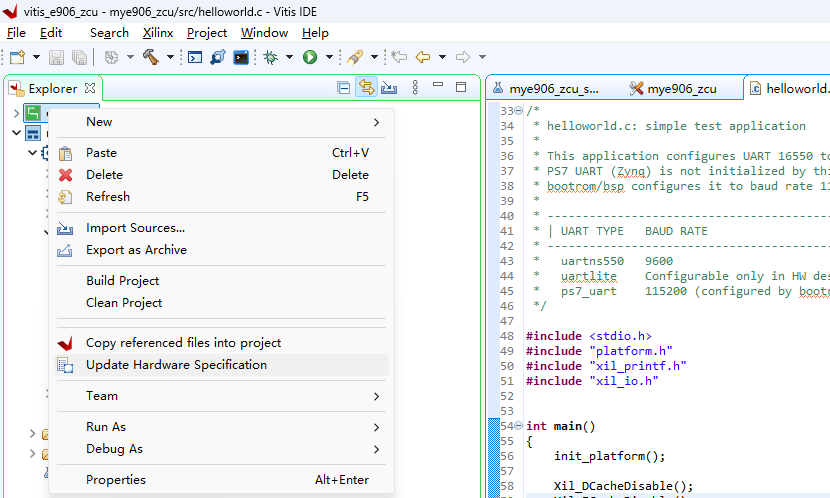 vitis_e906_zcu - mye906_zcu/src/helloworld.c - Vitis IDE
File Edit Search Xilinx Project Window Help
Explorer
mye906_zcu_s... mye906_zcu helloworld.
New
Paste Ctrl+V
Delete Delete
Refresh F5
Import Sources...
Export as Archive
Build Project
Clean Project
Copy referenced files into project
Update Hardware Specification
Team
Run As
Debug As
Properties Alt+Enter
33 /*
34 * helloworld.c: simple test application
35 *
36 * This application configures UART 16550 to
37 * PS7 UART (Zynq) is not initialized by thi
38 * bootrom/bsp configures it to baud rate 11
39 *
40 * ------------------------------------------------
41 * | UART TYPE BAUD RATE
42 * ------------------------------------------------
43 * uartns550 9600
44 * uartlite Configurable only in HW des
45 * ps7_uart 115200 (configured by bootro
46 */
47
48 #include <stdio.h>
49 #include "platform.h"
50 #include "xil_printf.h"
51 #include "xil_io.h"
52
53
54 int main()
55 {
56 init_platform();
57
58 Xil_DCacheDisable();